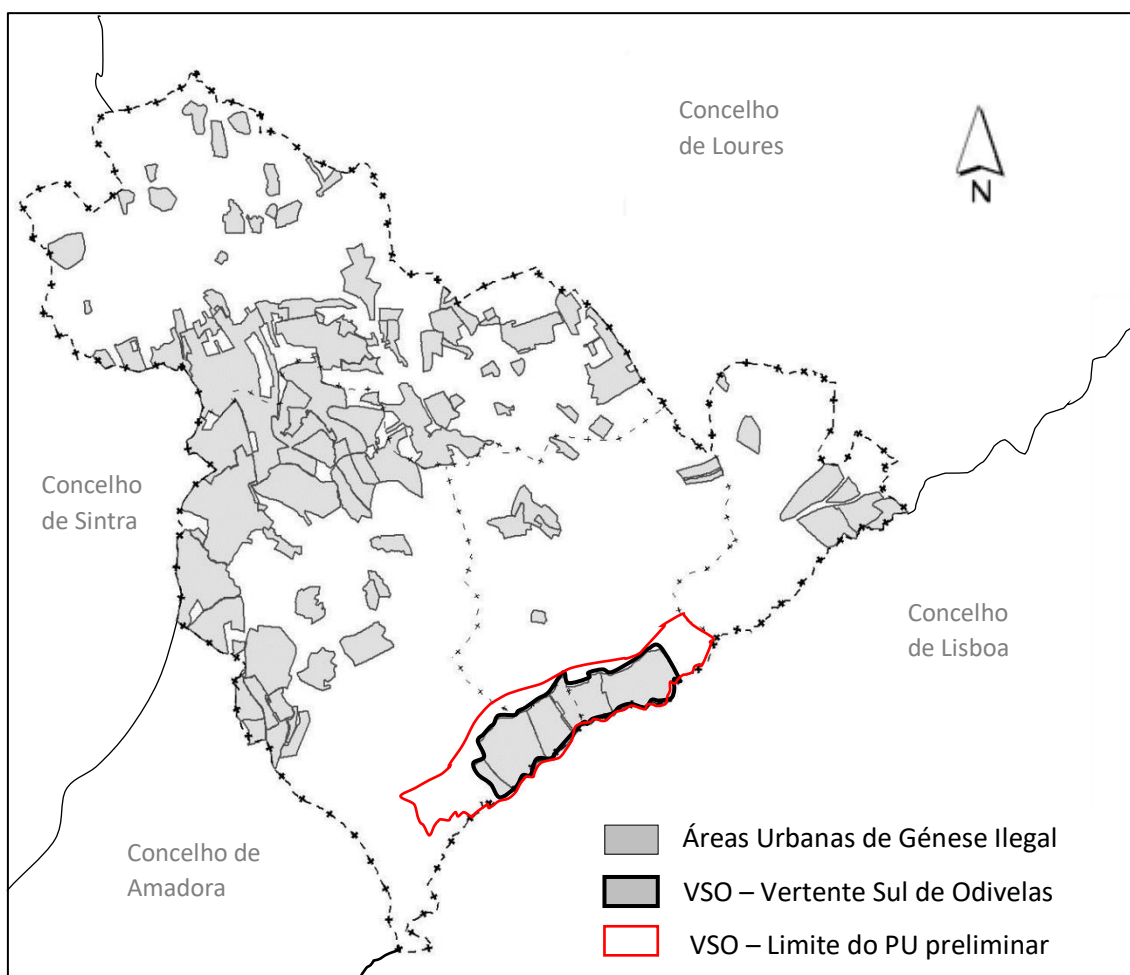 Concelho
de Loures
N
Concelho
de Sintra
Concelho
de Lisboa
Concelho de
Amadora
Áreas Urbanas de Génese Ilegal
VSO – Vertente Sul de Odivelas
VSO – Limite do PU preliminar